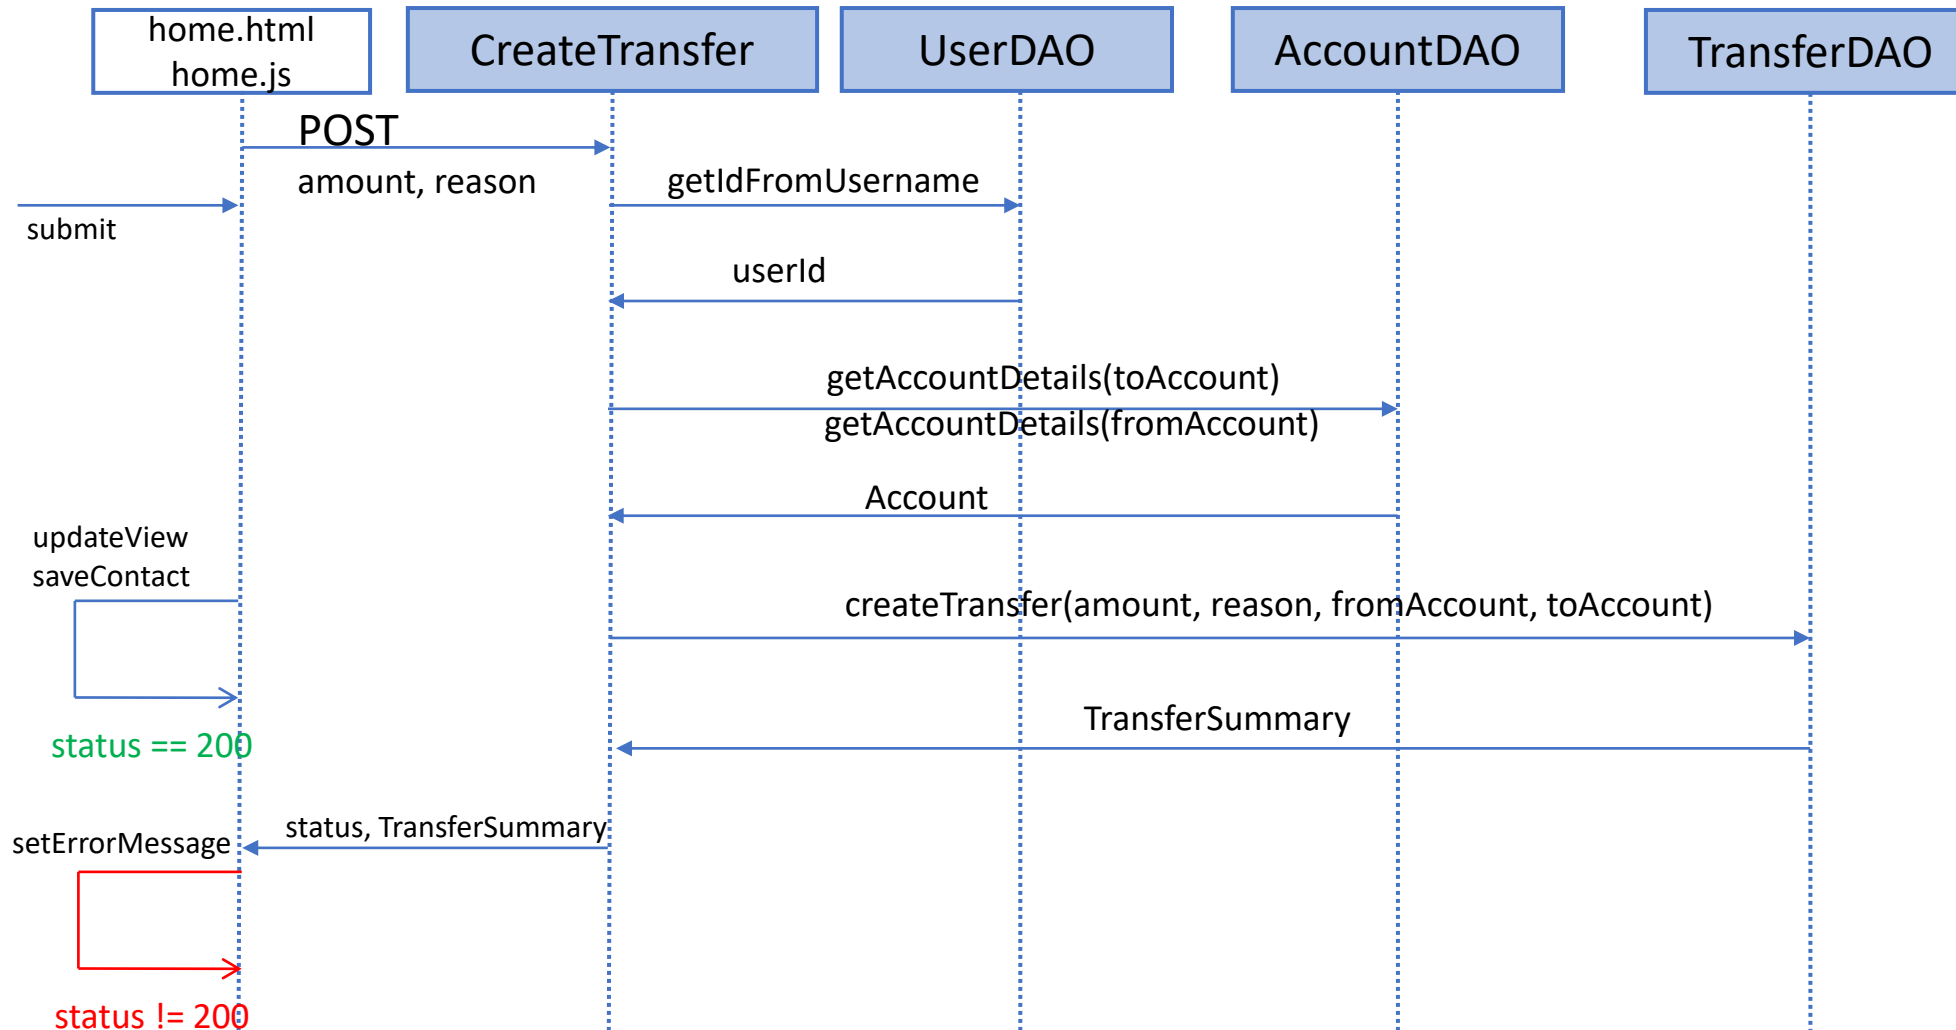 home.html
home.js
CreateTransfer
UserDAO
AccountDAO
TransferDAO
POST
amount, reason
getIdFromUsername
submit
userId
getAccountDetails(toAccount)
getAccountDetails(fromAccount)
Account
updateView
saveContact
createTransfer(amount, reason, fromAccount, toAccount)
TransferSummary
status == 200
status, TransferSummary
setErrorMessage
status != 200